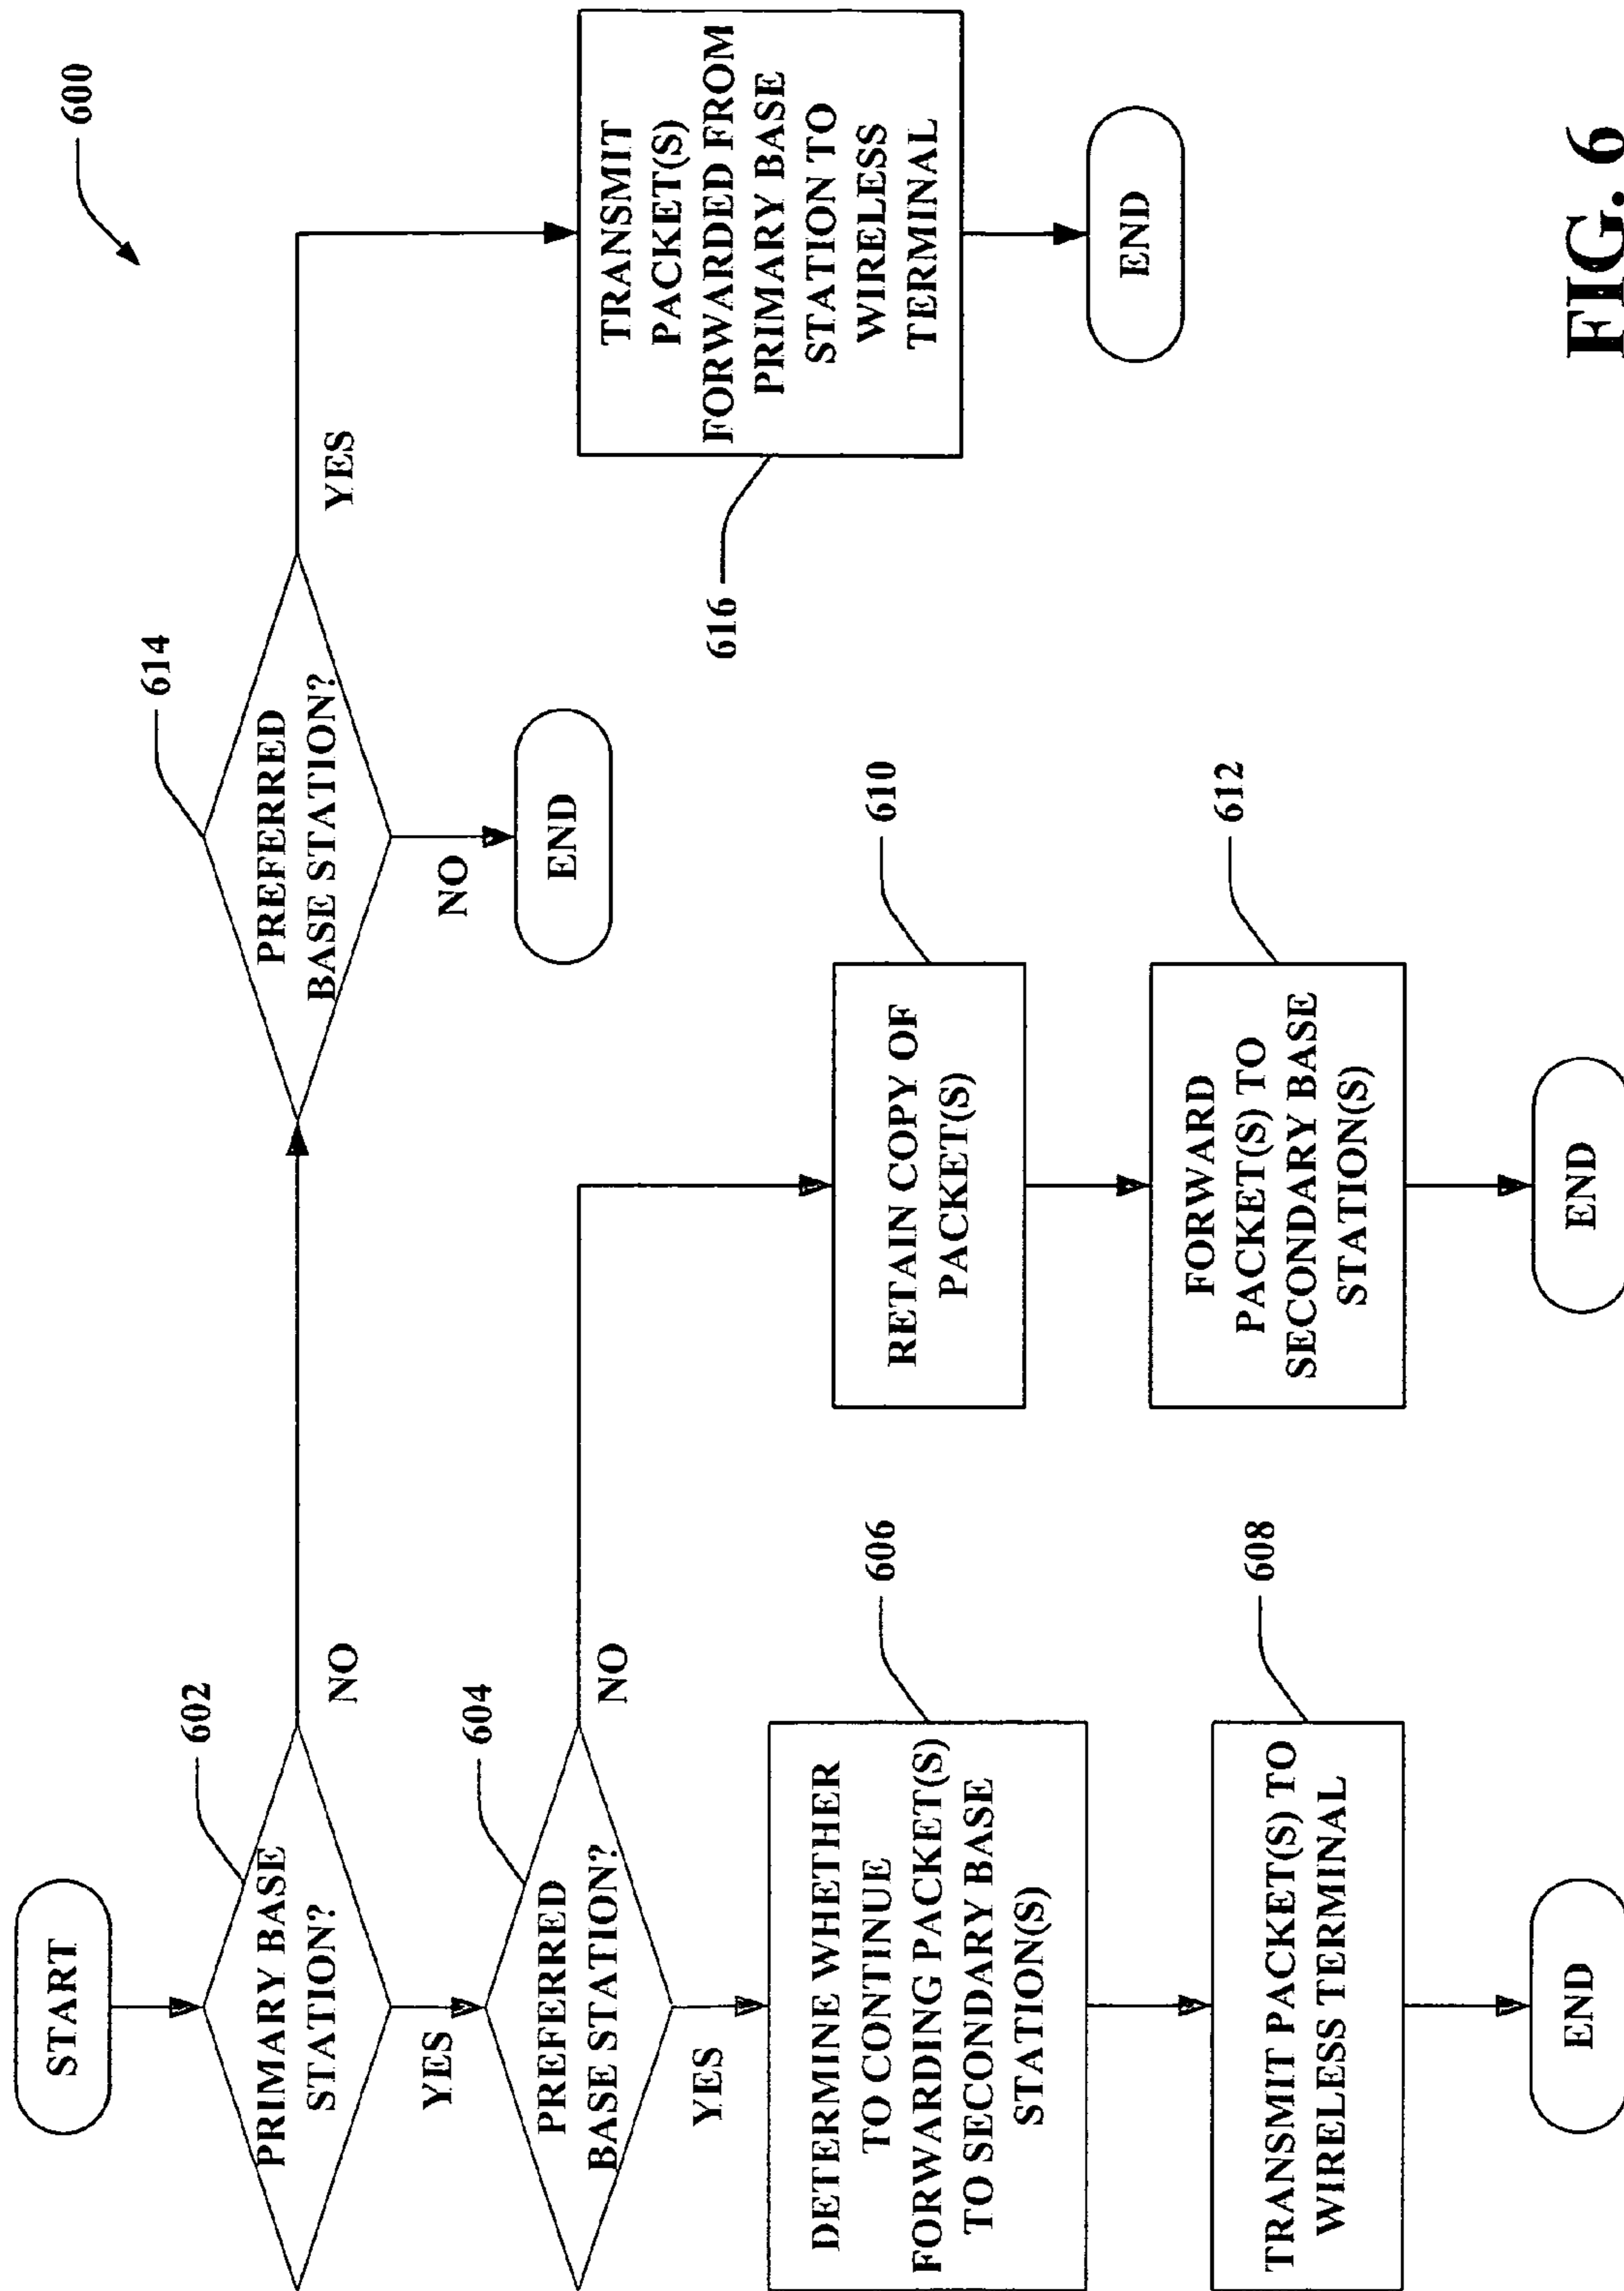 600
START
PRIMARY BASE
STATION?
602
NO
YES
PREFERRED
BASE STATION?
614
YES
NO
END
PREFERRED
BASE STATION?
604
NO
YES
TRANSMIT
PACKET(S)
FORWARDED FROM
PRIMARY BASE
STATION TO
WIRELESS
TERMINAL
616
END
DETERMINE WHETHER
TO CONTINUE
FORWARDING PACKET(S)
TO SECONDARY BASE
STATION(S)
606
RETAIN COPY OF
PACKET(S)
610
TRANSMIT PACKET(S) TO
WIRELESS TERMINAL
608
FORWARD
PACKET(S) TO
SECONDARY BASE
STATION(S)
612
END
END
FIG. 6